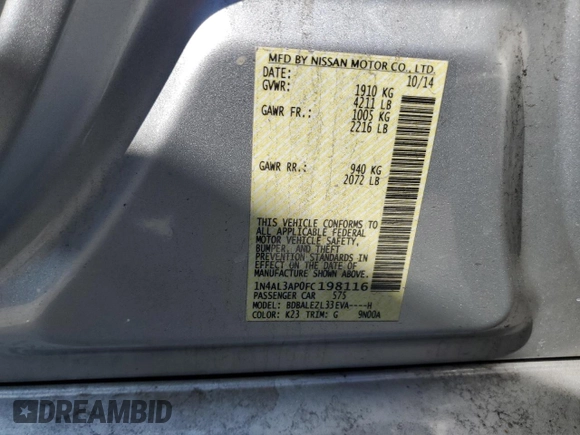 MFD BY NISSAN MOTOR CO., LTD.
DATE: 10/14
GVWR: 1910 KG
4211 LB
GAWR FR.: 1005 KG
2216 LB
GAWR RR.: 940 KG
2072 LB
THIS VEHICLE CONFORMS TO
ALL APPLICABLE FEDERAL
MOTOR VEHICLE SAFETY,
BUMPER, AND THEFT
PREVENTION STANDARDS IN
EFFECT ON THE DATE OF
MANUFACTURE SHOWN ABOVE.
1N4AL3AP0FC198116
PASSENGER CAR 575
MODEL: BDBALEZL33EVA----H
COLOR: K23 TRIM: G 9N00A
DREAMBID